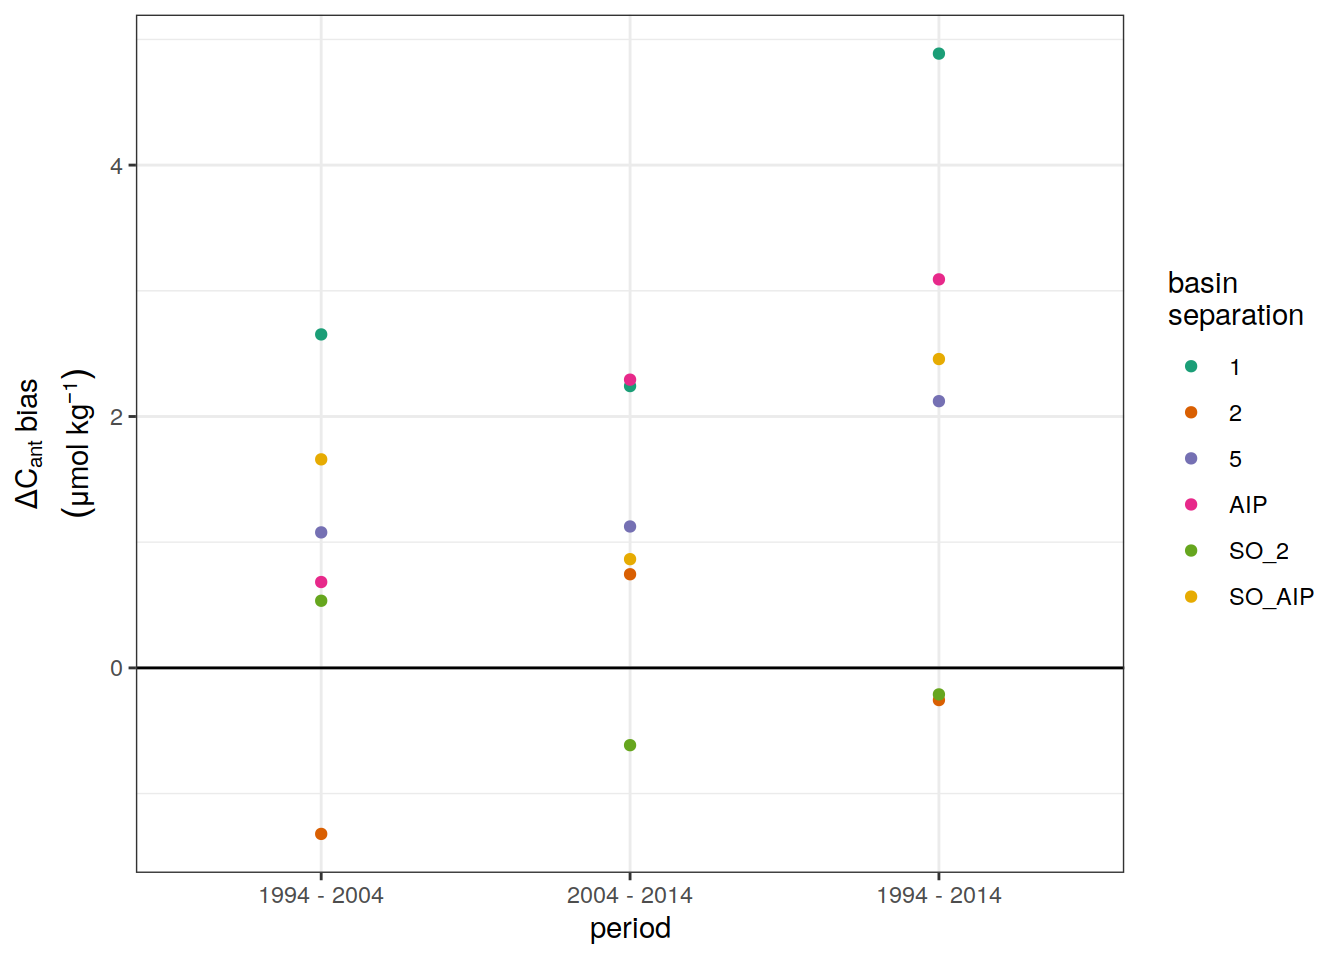 4
2
0
ΔCant bias
(μmol kg−1)
1994 - 2004
2004 - 2014
1994 - 2014
period
basin
separation
1
2
5
AIP
SO_2
SO_AIP